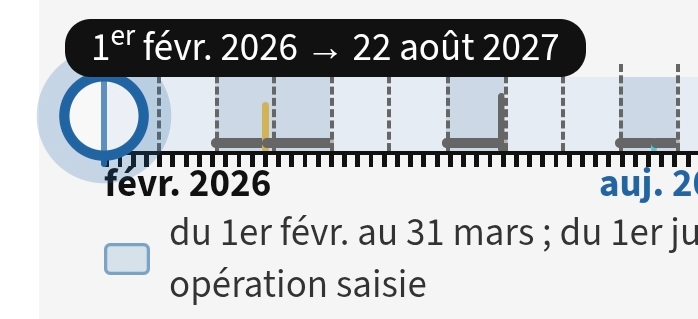 1er févr. 2026 → 22 août 2027
févr. 2026 auj.
du 1er févr. au 31 mars ; du 1er
opération saisie